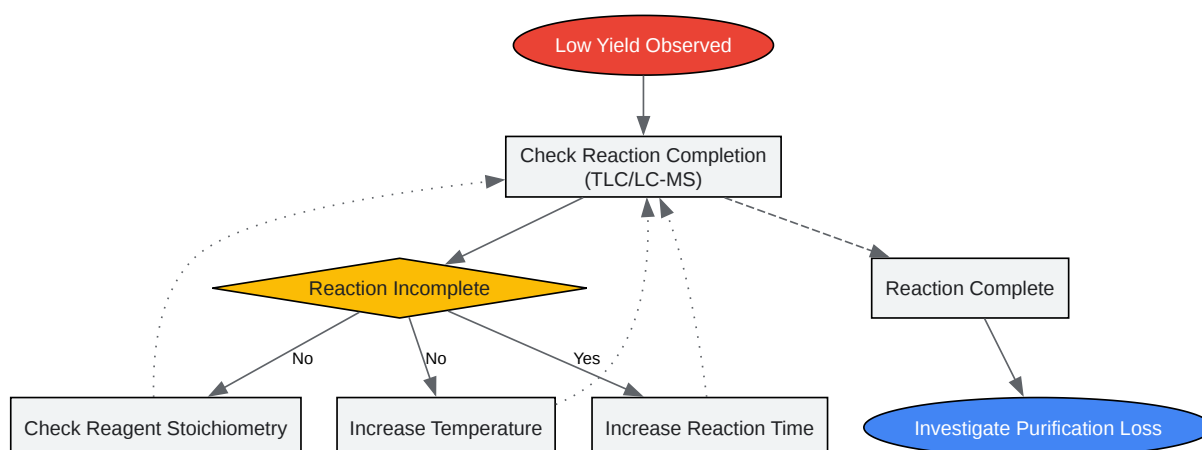 Low Yield Observed
Check Reaction Completion
(TLC/LC-MS)
Reaction Incomplete
Reaction Complete
No
No
Yes
Check Reagent Stoichiometry
Increase Temperature
Increase Reaction Time
Investigate Purification Loss